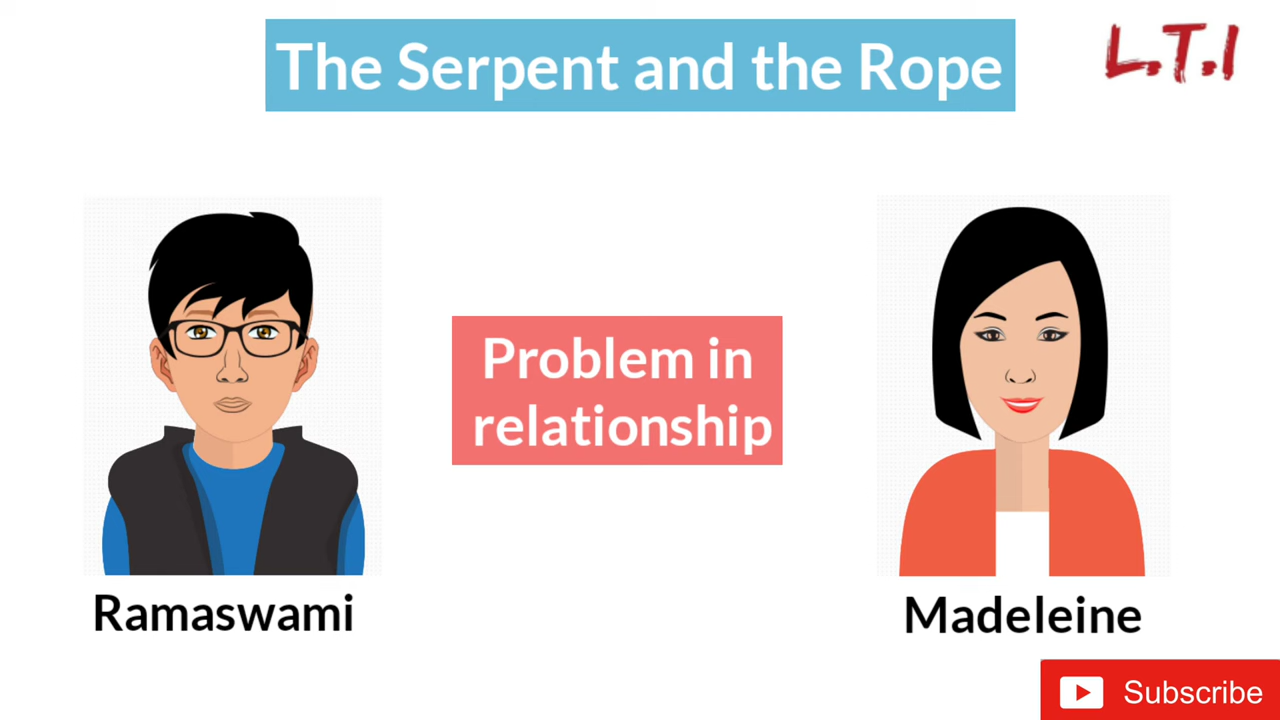 The Serpent and the Rope
L.T.I
Problem in
relationship
Ramaswami
Madeleine
Subscribe